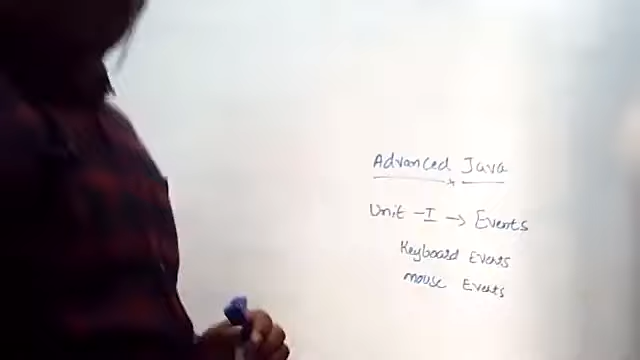 Advanced Java
Unit - I → Events
Keyboard Events
mouse Events